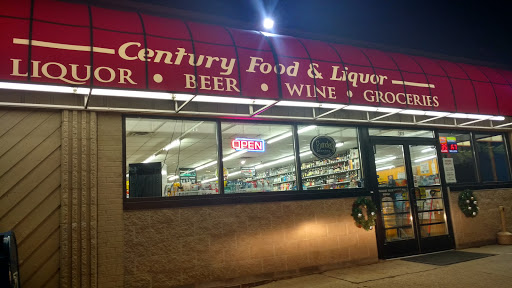 Century Food & Liquor
LIQUOR • BEER • WINE • GROCERIES
OPEN